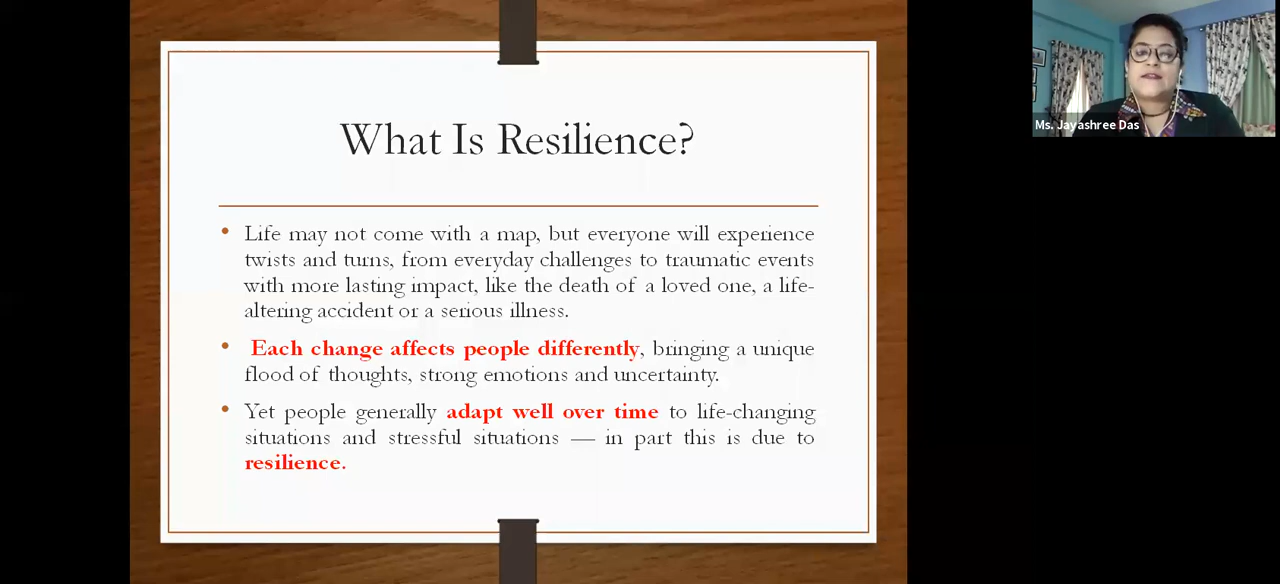 What Is Resilience?
• Life may not come with a map, but everyone will experience
twists and turns, from everyday challenges to traumatic events
with more lasting impact, like the death of a loved one, a life-
altering accident or a serious illness.
• Each change affects people differently, bringing a unique
flood of thoughts, strong emotions and uncertainty.
• Yet people generally adapt well over time to life-changing
situations and stressful situations — in part this is due to
resilience.
Ms. Jayashree Das